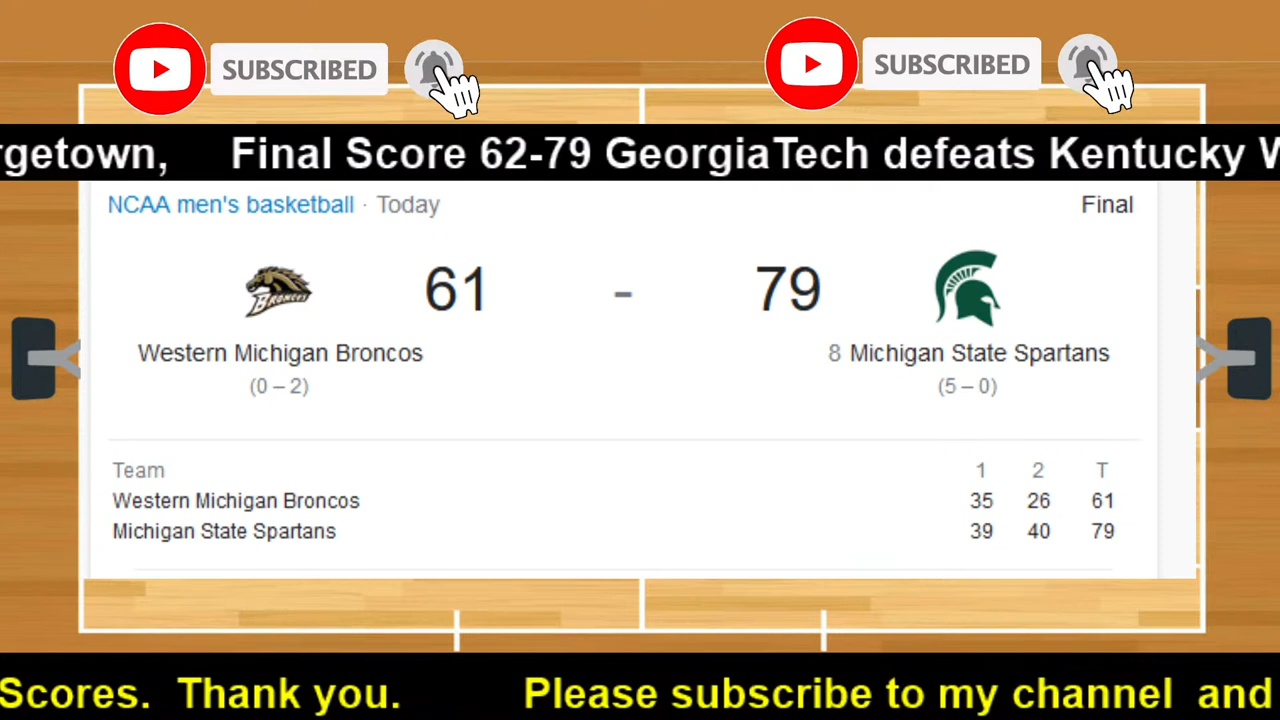 SUBSCRIBED SUBSCRIBED
Final Score 62-79 GeorgiaTech defeats Kentucky
NCAA men's basketball · Today Final
BRONCOS
61 - 79
Western Michigan Broncos 8 Michigan State Spartans
(0 – 2) (5 – 0)
Team 1 2 T
Western Michigan Broncos 35 26 61
Michigan State Spartans 39 40 79
Scores. Thank you. Please subscribe to my channel and